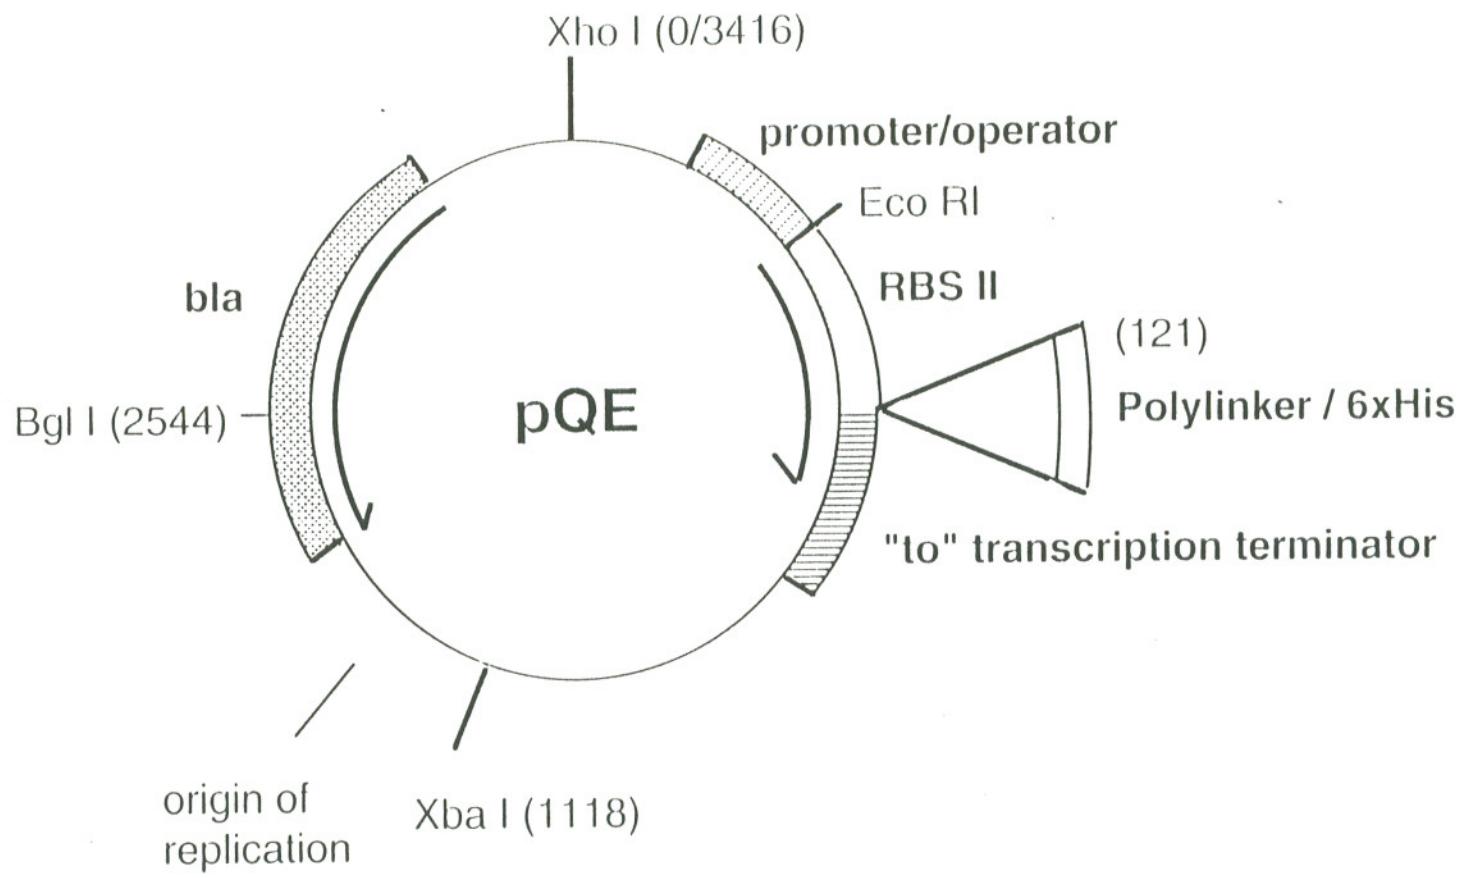 Xho I (0/3416)
promoter/operator
Eco RI
RBS II
(121)
Polylinker / 6xHis
"to" transcription terminator
bla
Bgl I (2544)
pQE
origin of
replication
Xba I (1118)